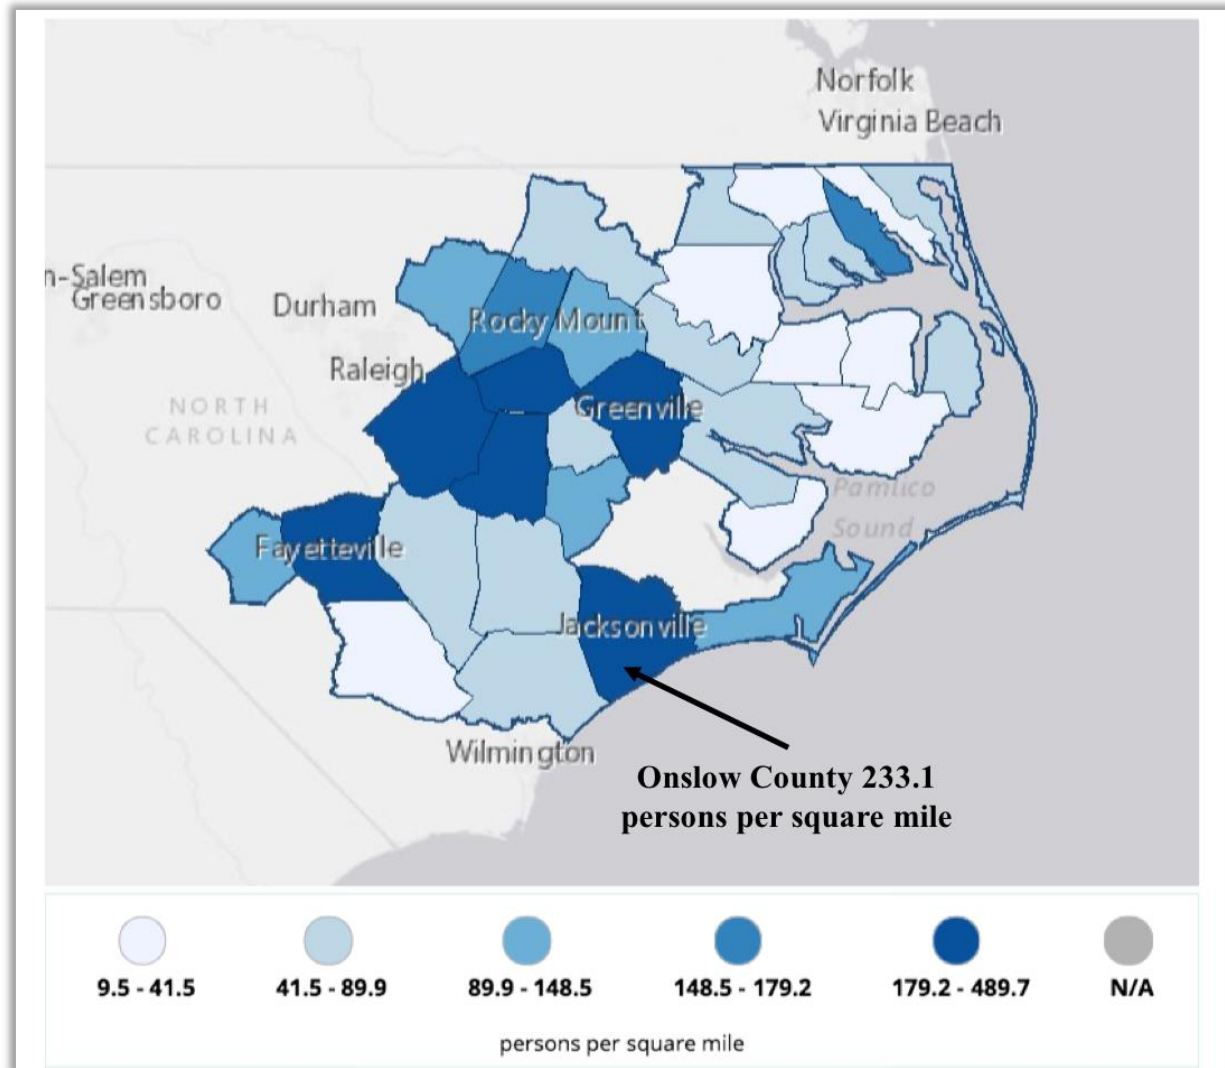 Norfolk
Virginia Beach
n-Salem
Greensboro
Durham
Rocky Mount
Raleigh
NORTH
CAROLINA
Greenville
Pamlico
Sound
Fayetteville
Jacksonville
Wilmington
Onslow County 233.1
persons per square mile
9.5 - 41.5
41.5 - 89.9
89.9 - 148.5
148.5 - 179.2
179.2 - 489.7
N/A
persons per square mile